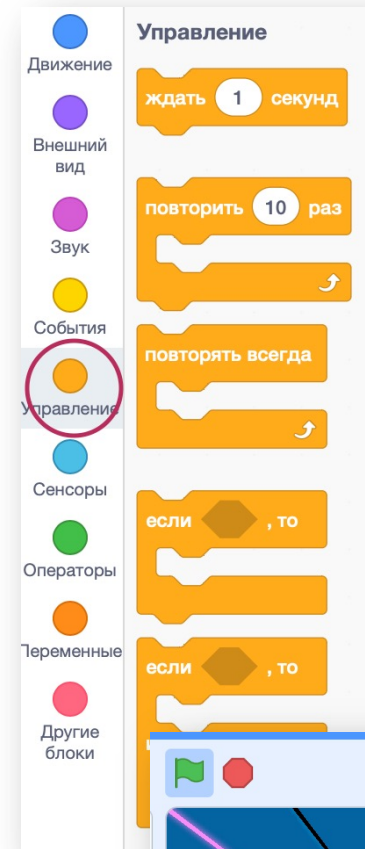 Движение
Внешний
вид
Звук
События
Управление
Сенсоры
Операторы
Переменные
Другие
блоки
Управление
ждать 1 секунд
повторить 10 раз
повторять всегда
если , то
если , то